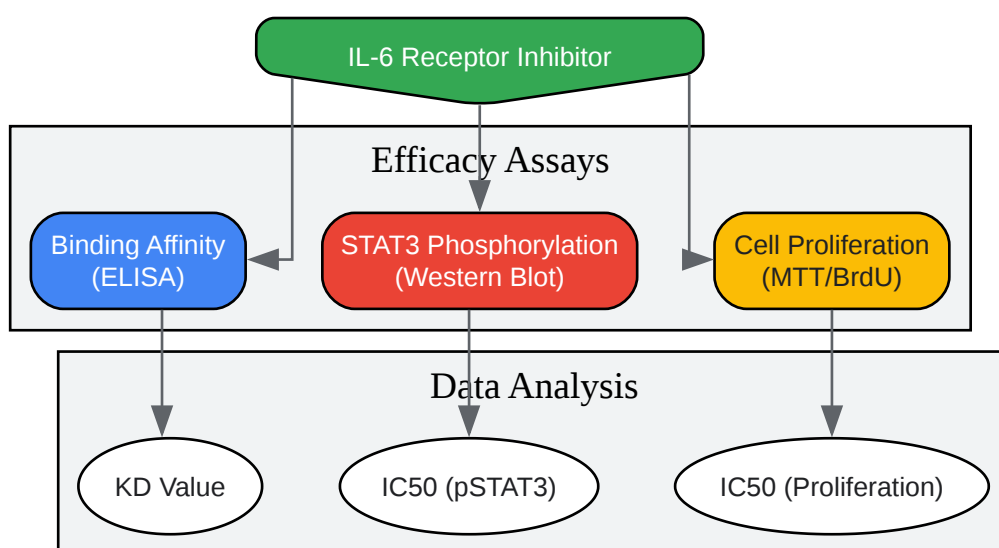 IL-6 Receptor Inhibitor
Efficacy Assays
Binding Affinity
(ELISA)
STAT3 Phosphorylation
(Western Blot)
Cell Proliferation
(MTT/BrdU)
Data Analysis
KD Value
IC50 (pSTAT3)
IC50 (Proliferation)